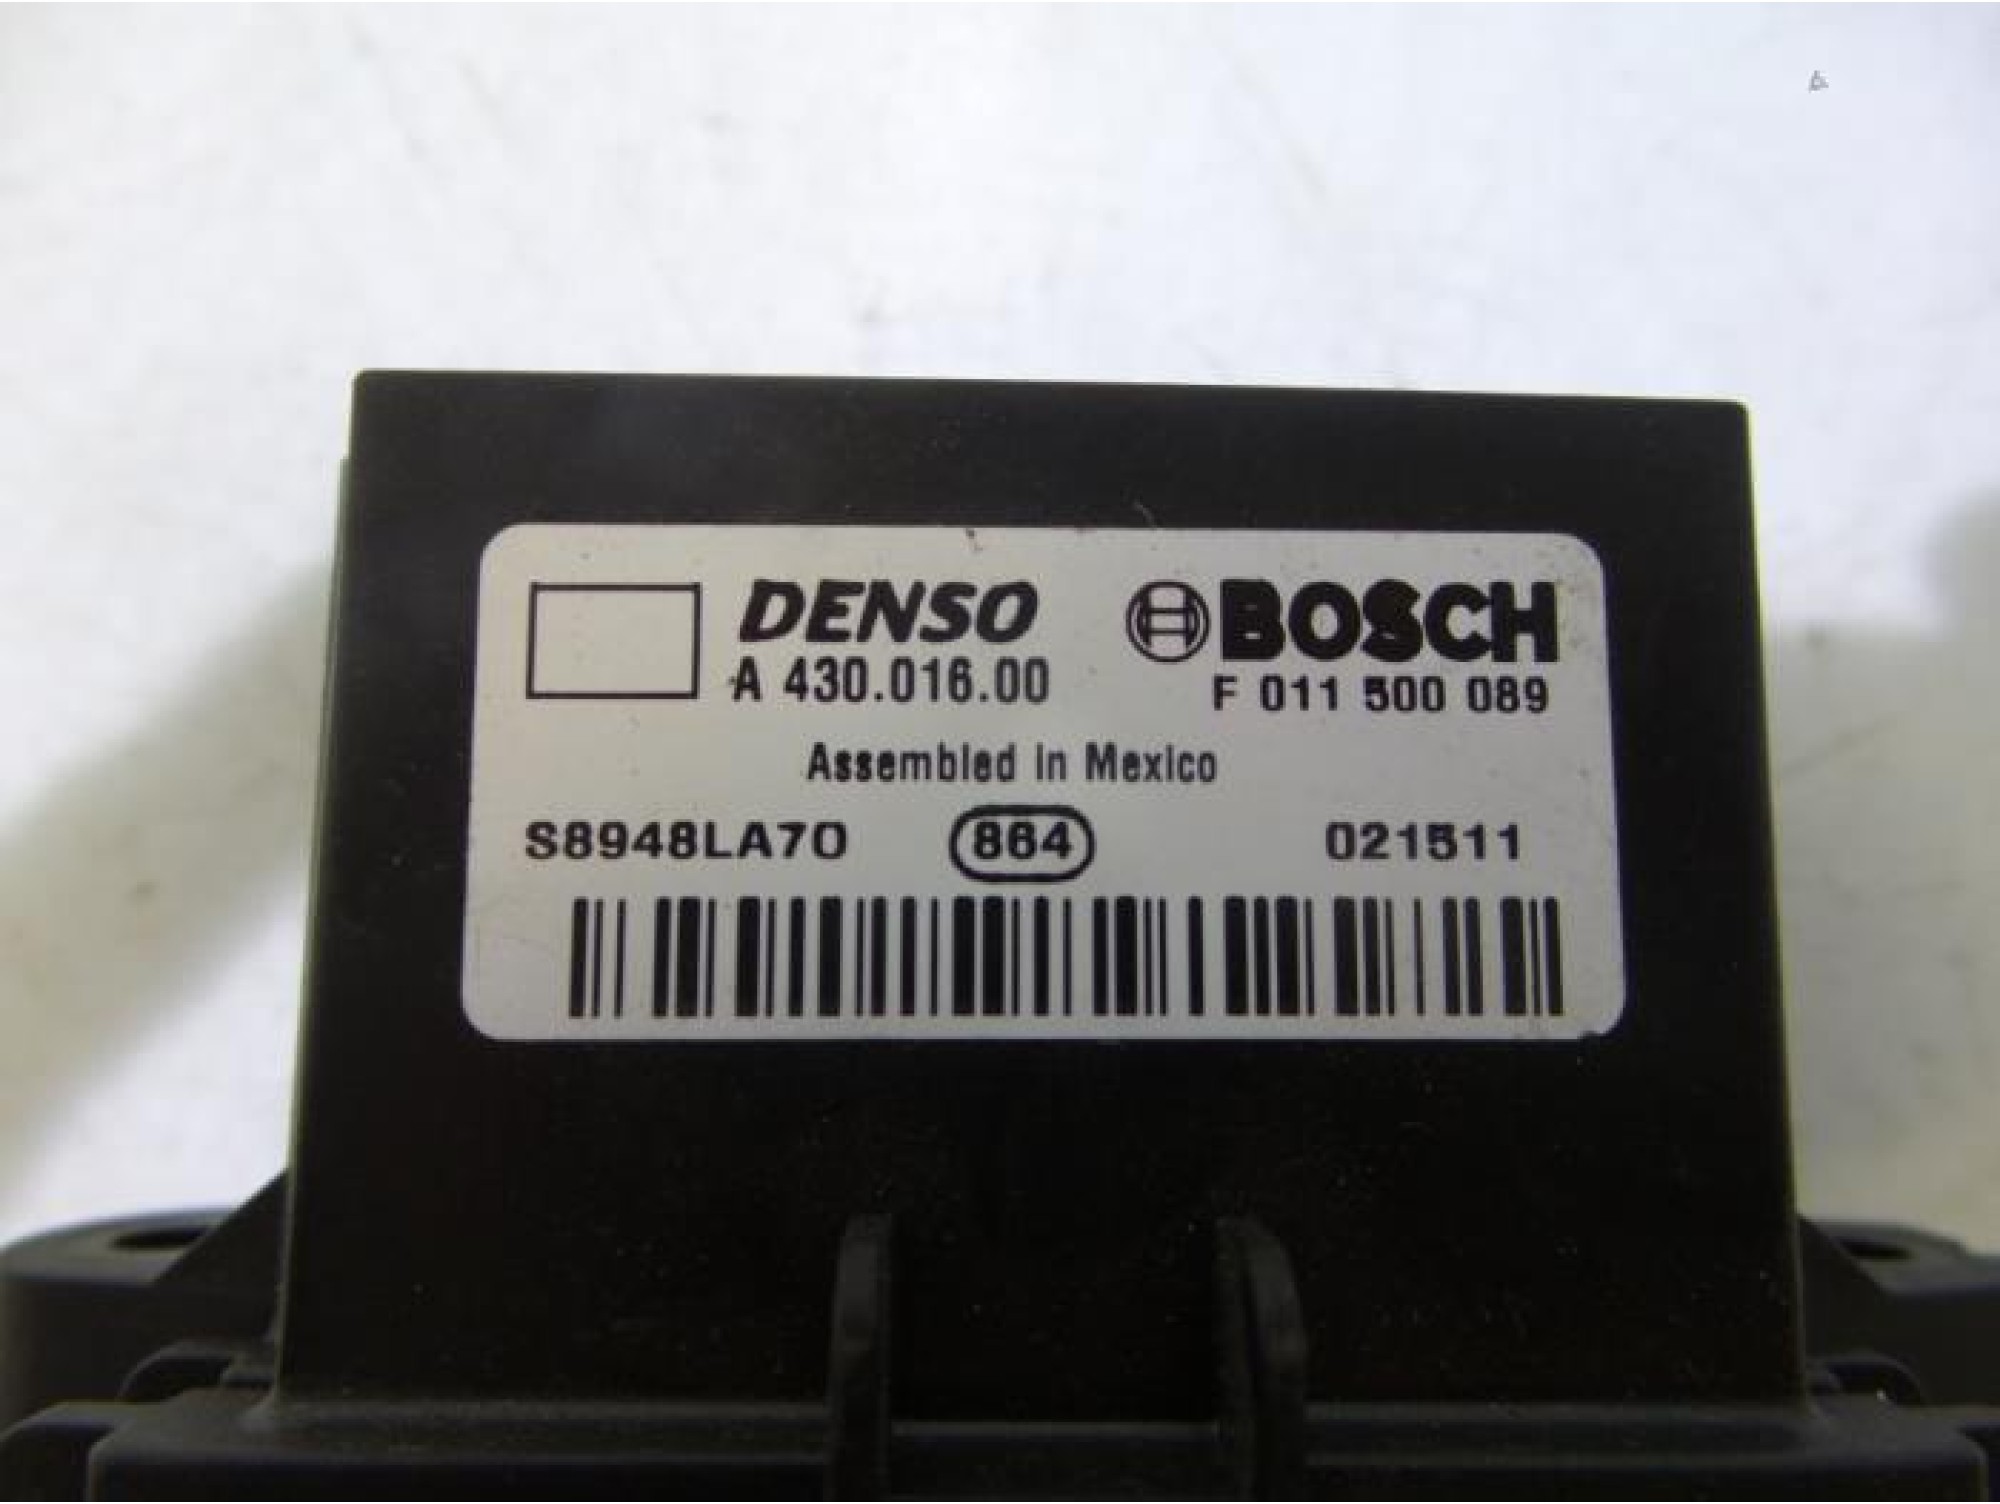 DENSO BOSCH
A 430.016.00 F 011 500 089
Assembled in Mexico
S8948LA70 864 021511